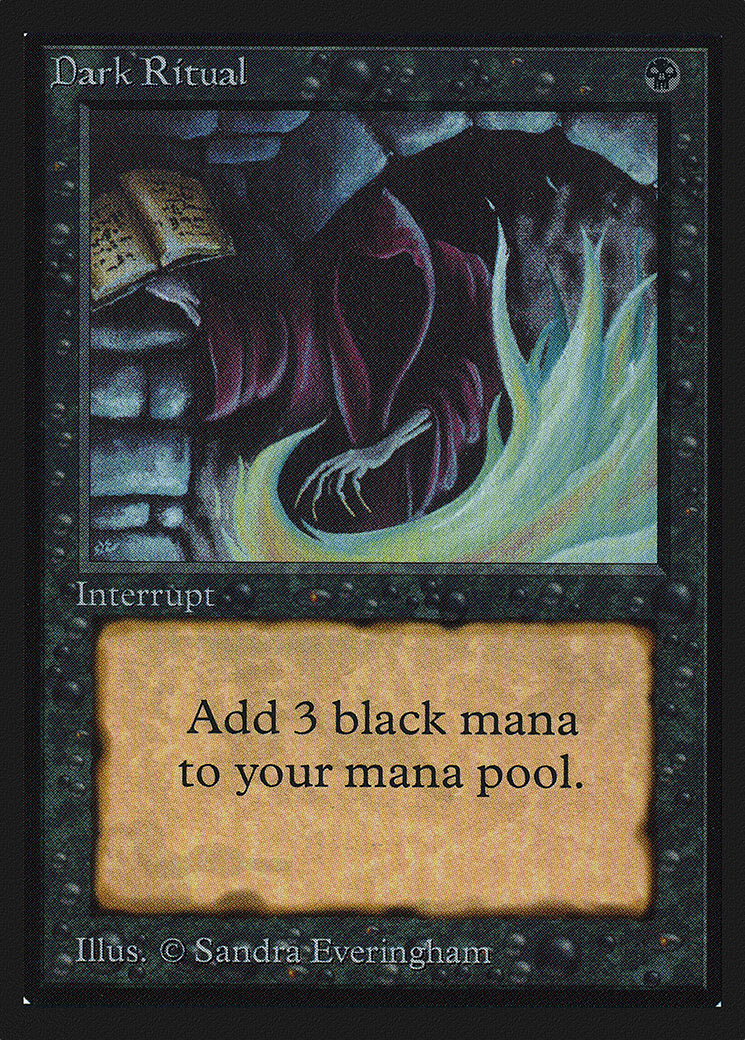 Dark Ritual
Interrupt
Add 3 black mana
to your mana pool.
Illus. © Sandra Everingham